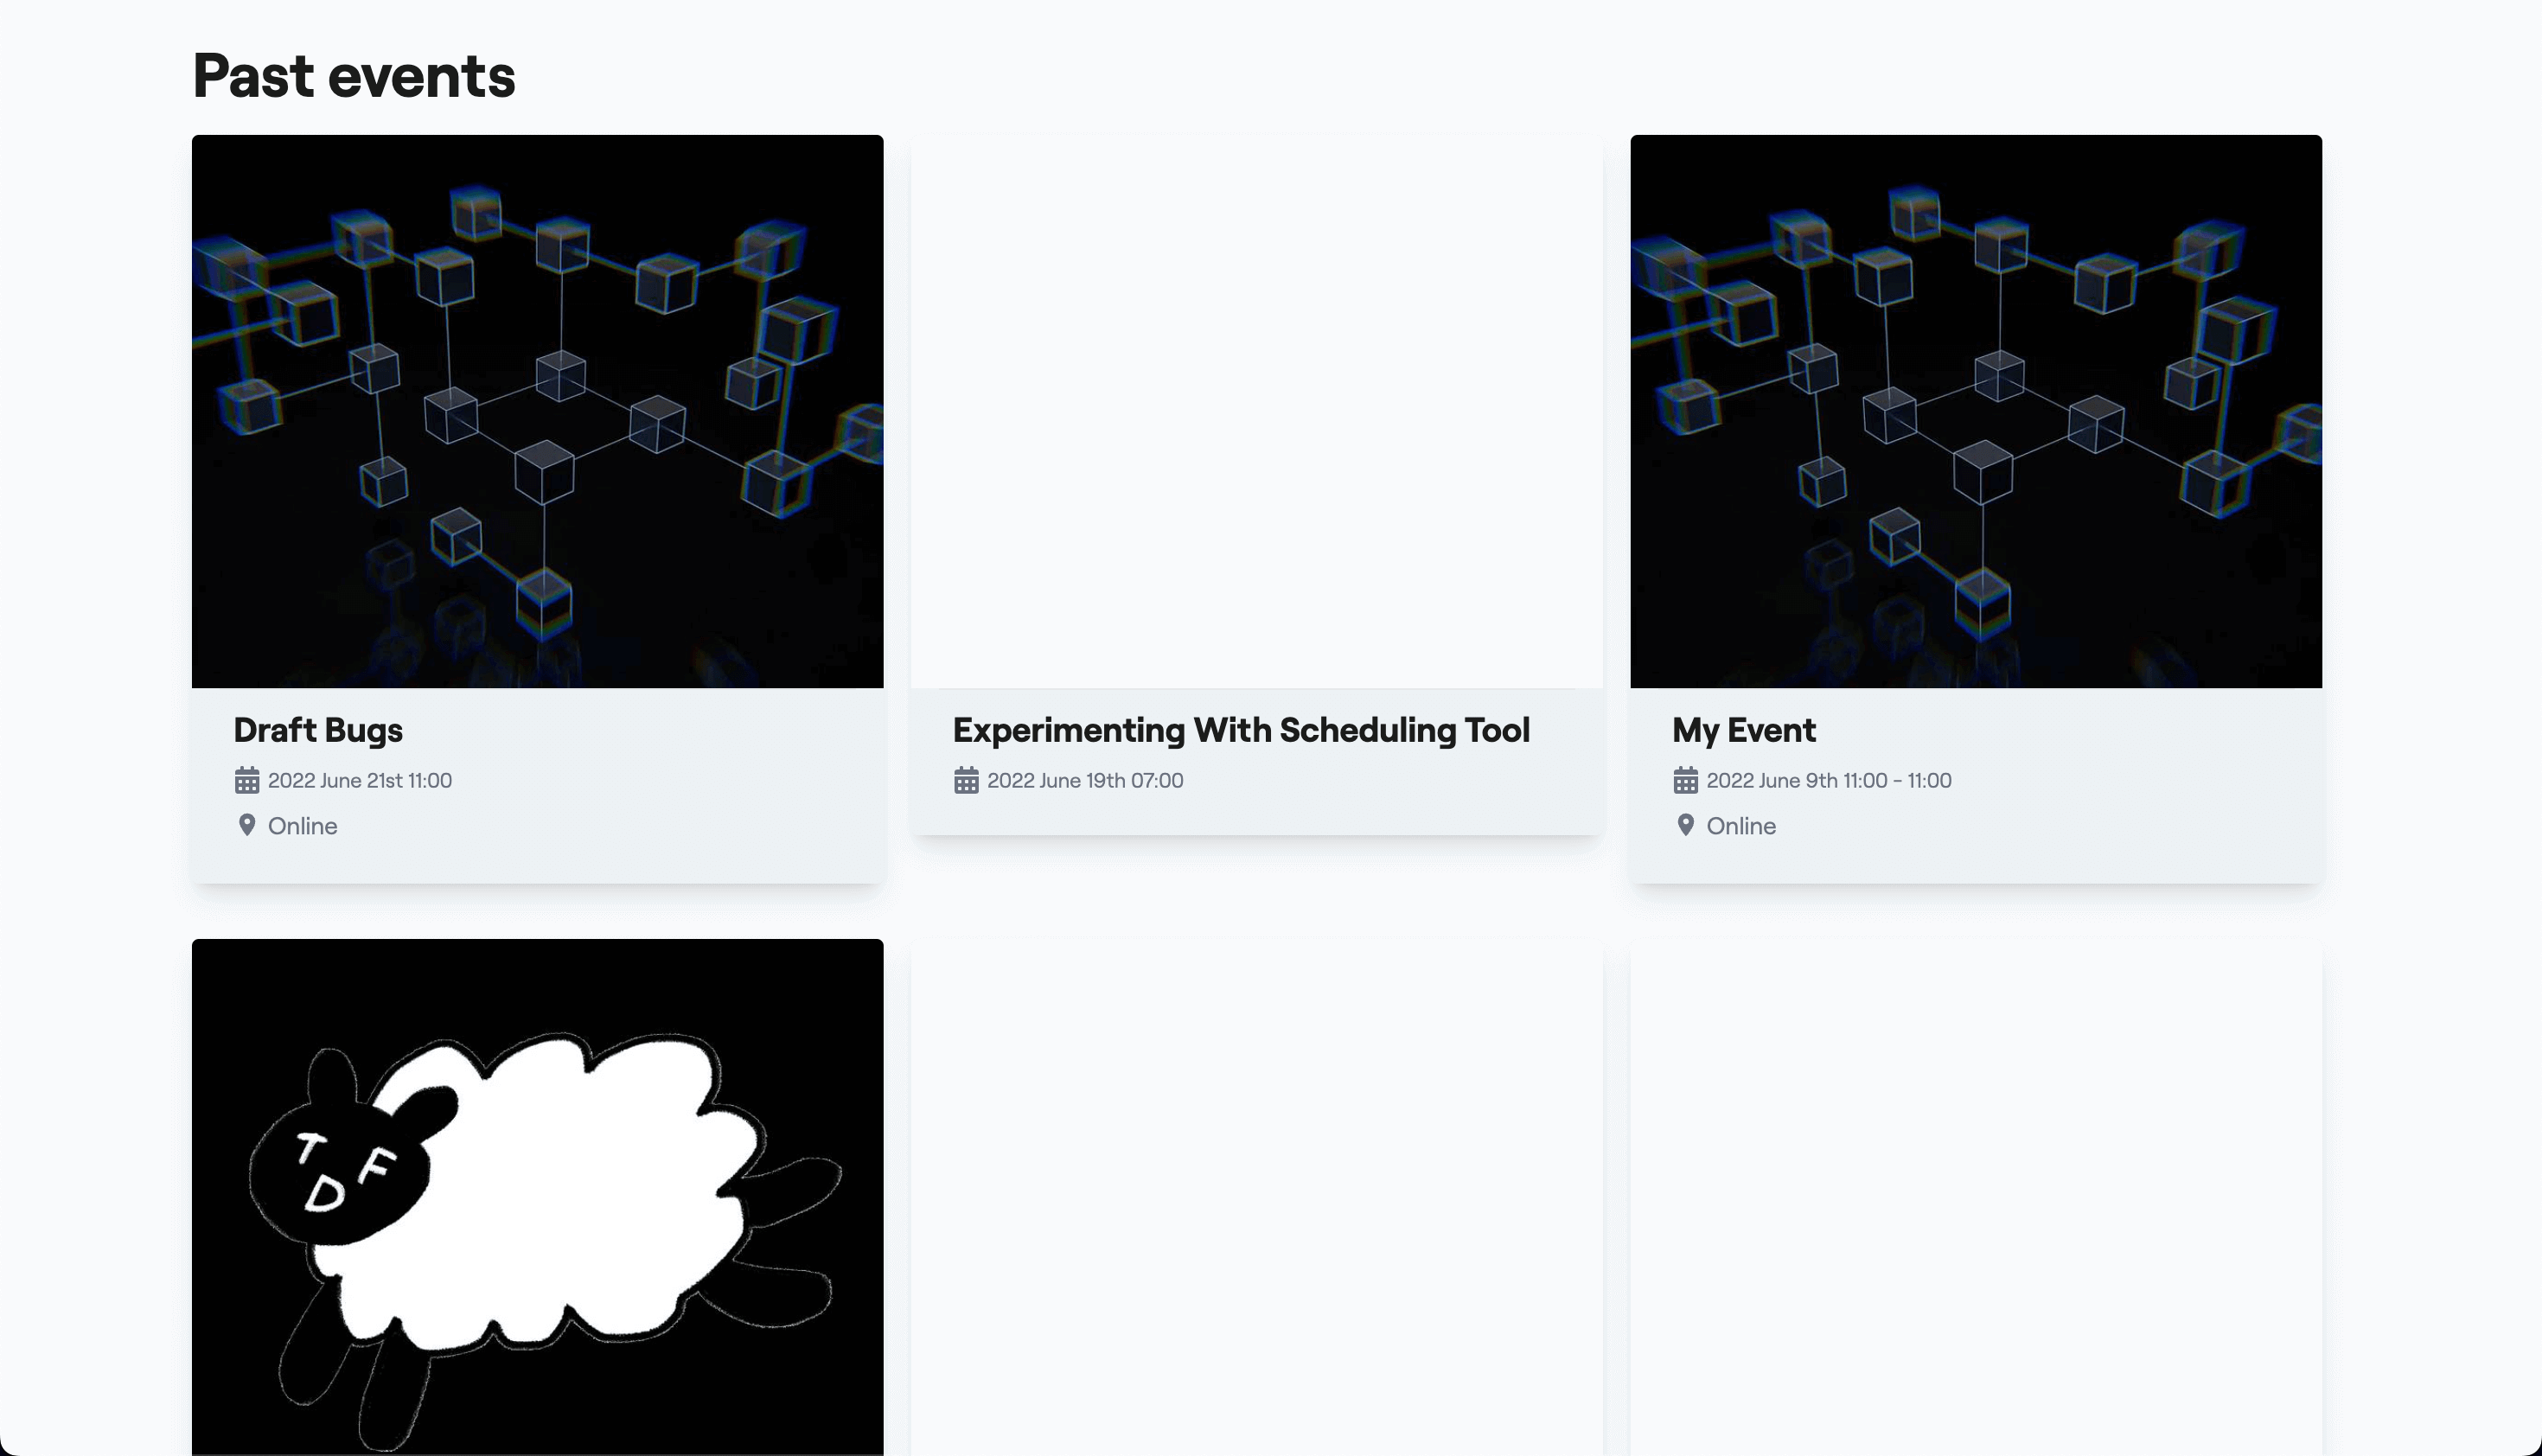 Past events
Draft Bugs
2022 June 21st 11:00
Online
Experimenting With Scheduling Tool
2022 June 19th 07:00
My Event
2022 June 9th 11:00 - 11:00
Online
T F
D